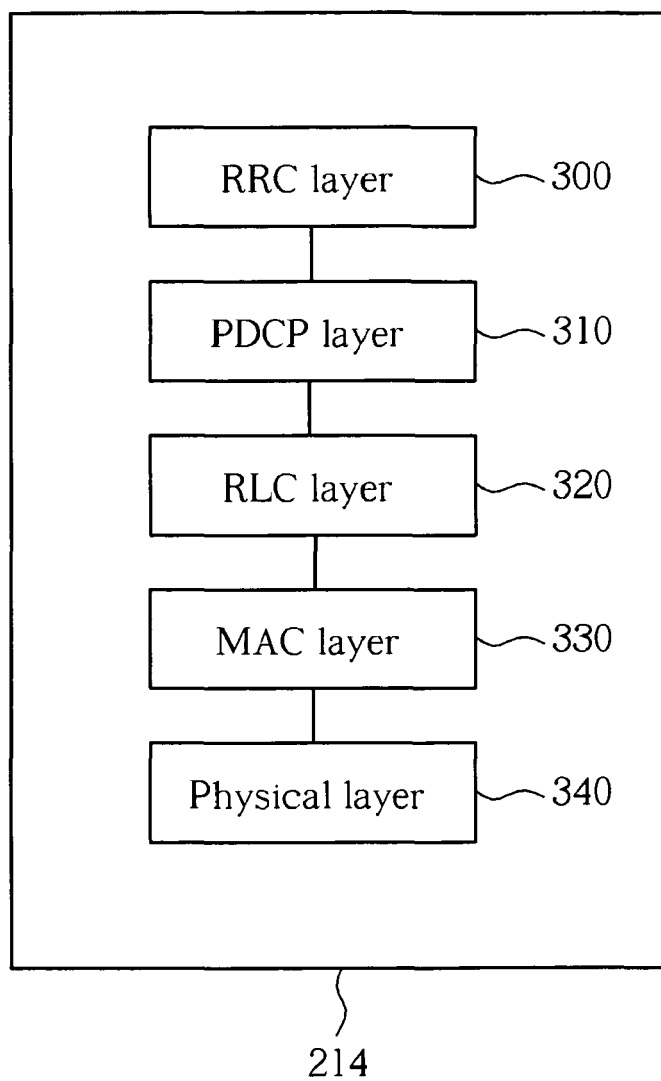 RRC layer 300
PDCP layer 310
RLC layer 320
MAC layer 330
Physical layer 340
214